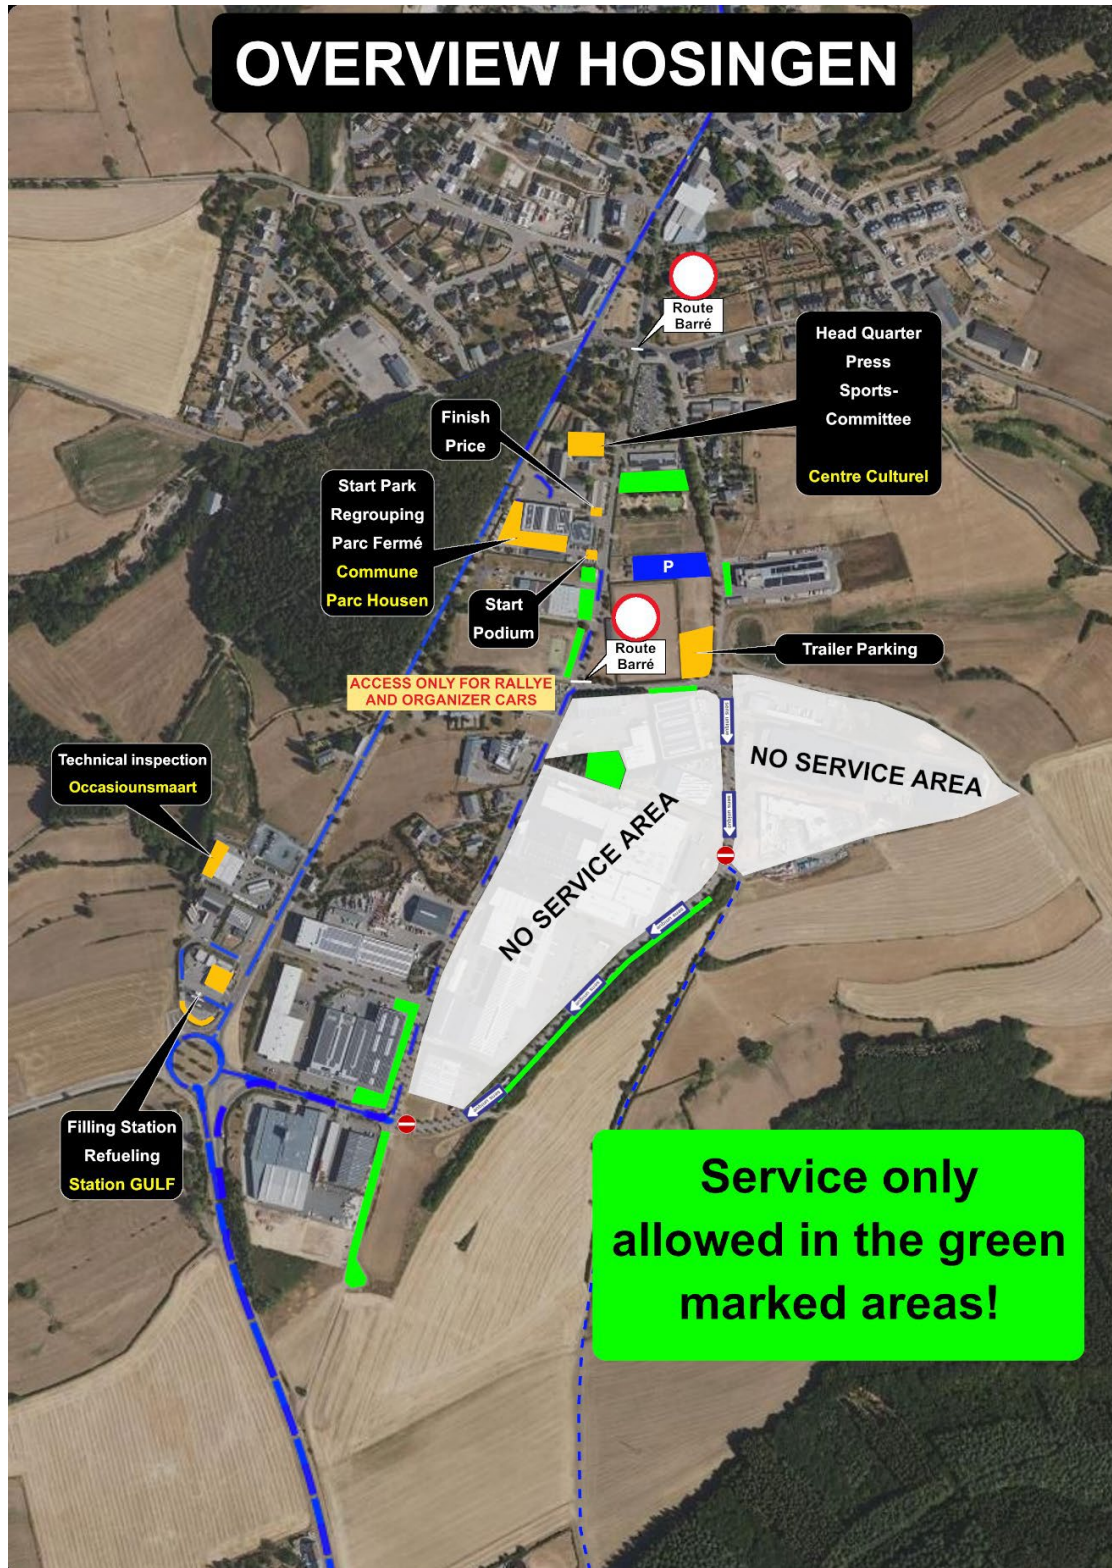 OVERVIEW HOSINGEN
Route
Barré
Head Quarter
Press
Sports-
Committee
Centre Culturel
Finish
Price
Start Park
Regrouping
Parc Fermé
Commune
Parc Housen
P
Start
Podium
Route
Barré
Trailer Parking
ACCESS ONLY FOR RALLYE
AND ORGANIZER CARS
Technical inspection
Occasiounsmaart
NO SERVICE AREA
NO SERVICE AREA
Filling Station
Refueling
Station GULF
Service only
allowed in the green
marked areas!